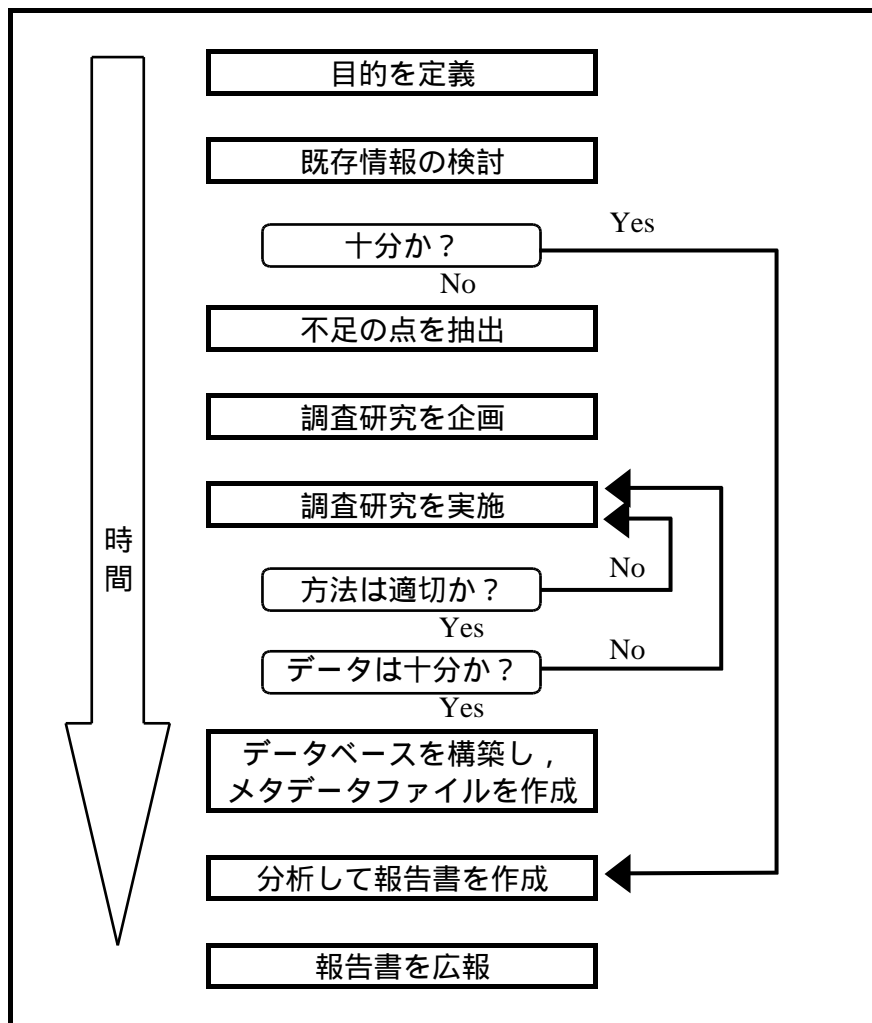 目的を定義
既存情報の検討
Yes
十分か？
No
不足の点を抽出
調査研究を企画
調査研究を実施
時
間
No
方法は適切か？
Yes
No
データは十分か？
Yes
データベースを構築し，
メタデータファイルを作成
分析して報告書を作成
報告書を広報